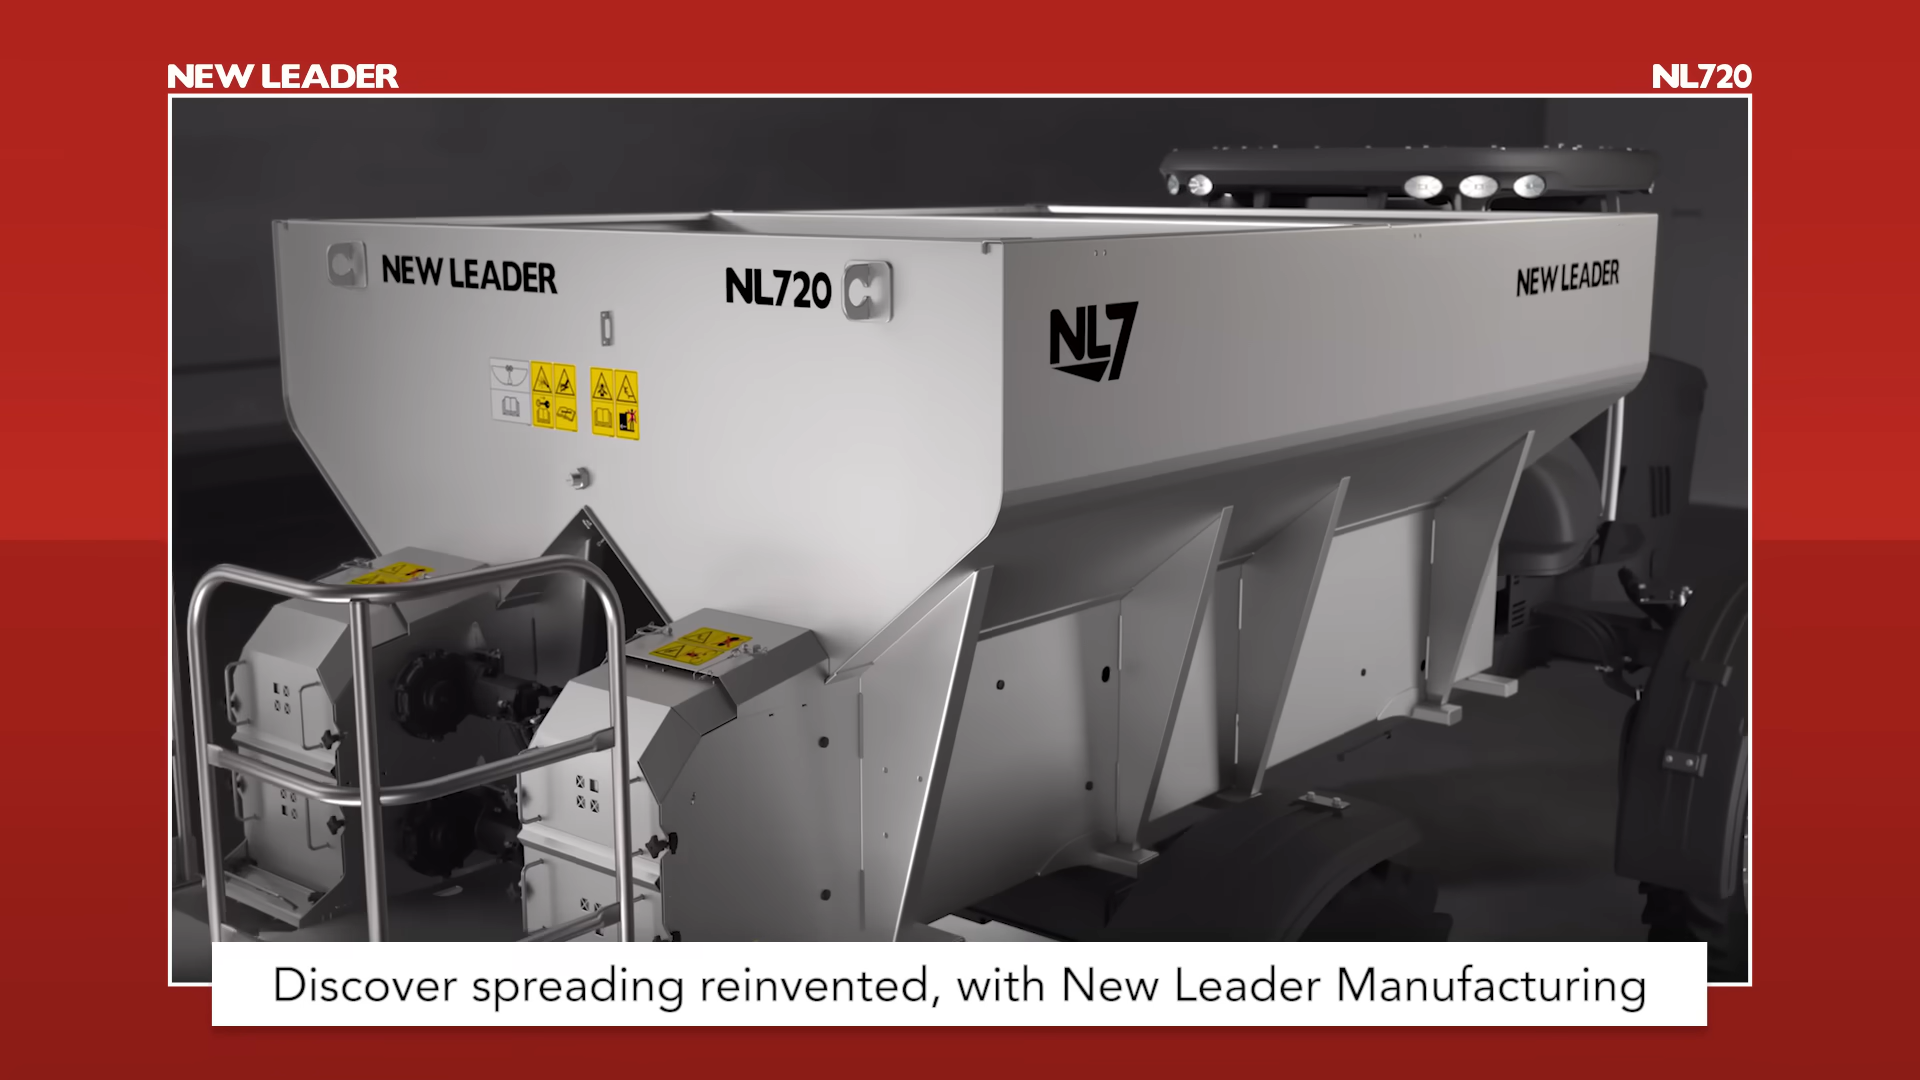 NEW LEADER
NL720
NEW LEADER
NL720
NL7
NEW LEADER
Discover spreading reinvented, with New Leader Manufacturing